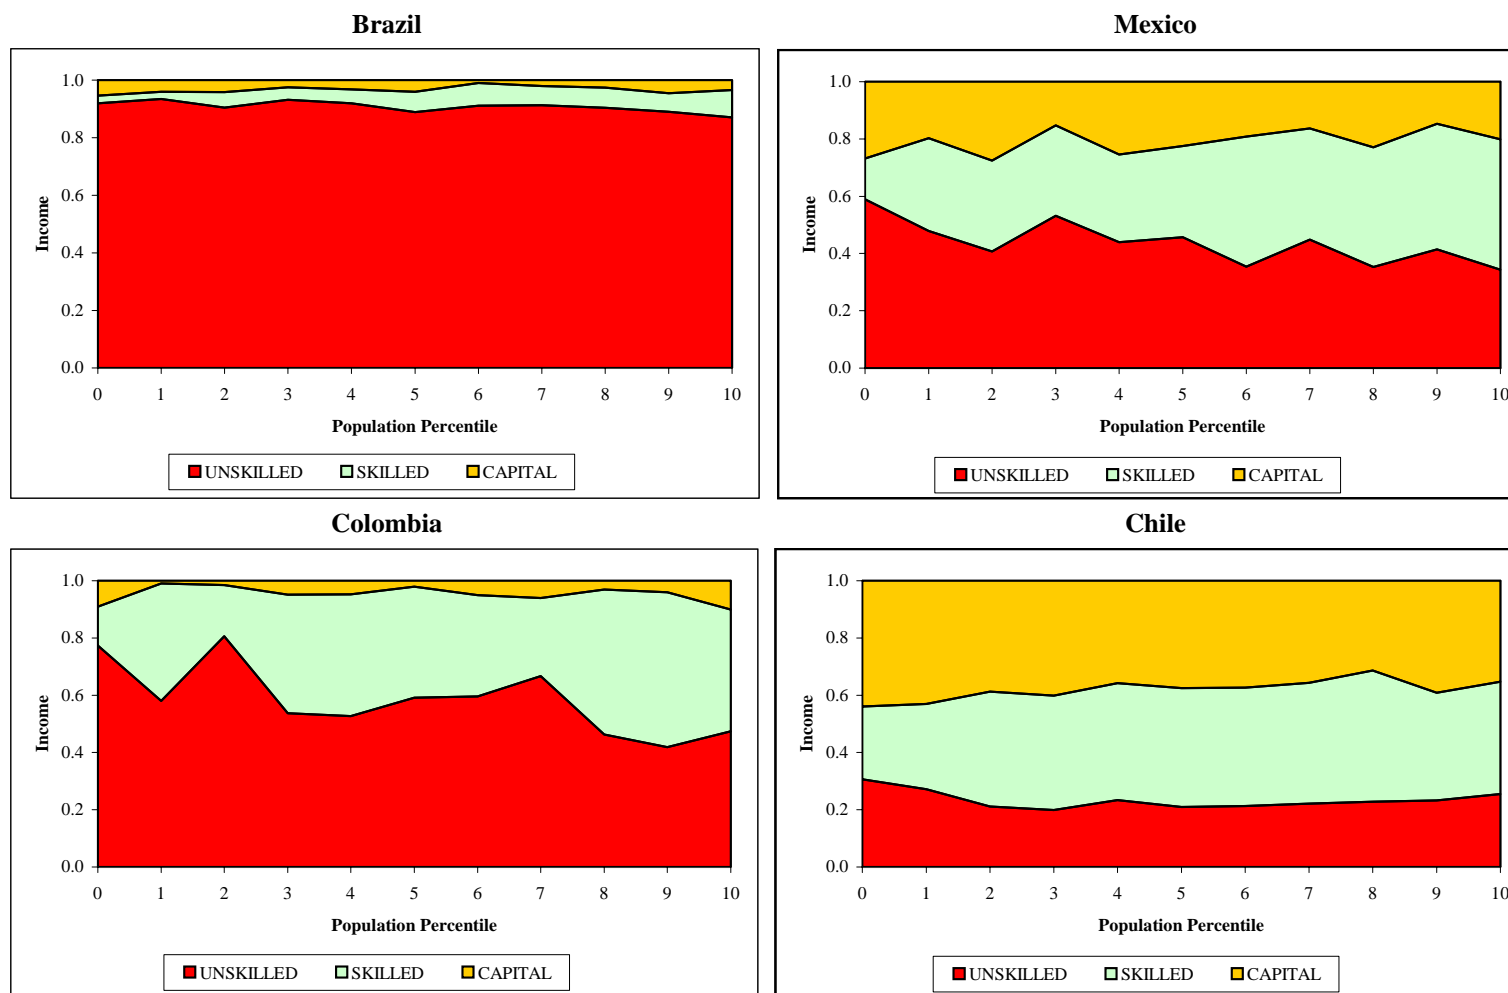 Brazil
1.0
0.8
0.6
0.4
0.2
0.0
Income
0 1 2 3 4 5 6 7 8 9 10
Population Percentile
UNSKILLED SKILLED CAPITAL
Mexico
1.0
0.8
0.6
0.4
0.2
0.0
Income
0 1 2 3 4 5 6 7 8 9 10
Population Percentile
UNSKILLED SKILLED CAPITAL
Colombia
1.0
0.8
0.6
0.4
0.2
0.0
Income
0 1 2 3 4 5 6 7 8 9 10
Population Percentile
UNSKILLED SKILLED CAPITAL
Chile
1.0
0.8
0.6
0.4
0.2
0.0
Income
0 1 2 3 4 5 6 7 8 9 10
Population Percentile
UNSKILLED SKILLED CAPITAL